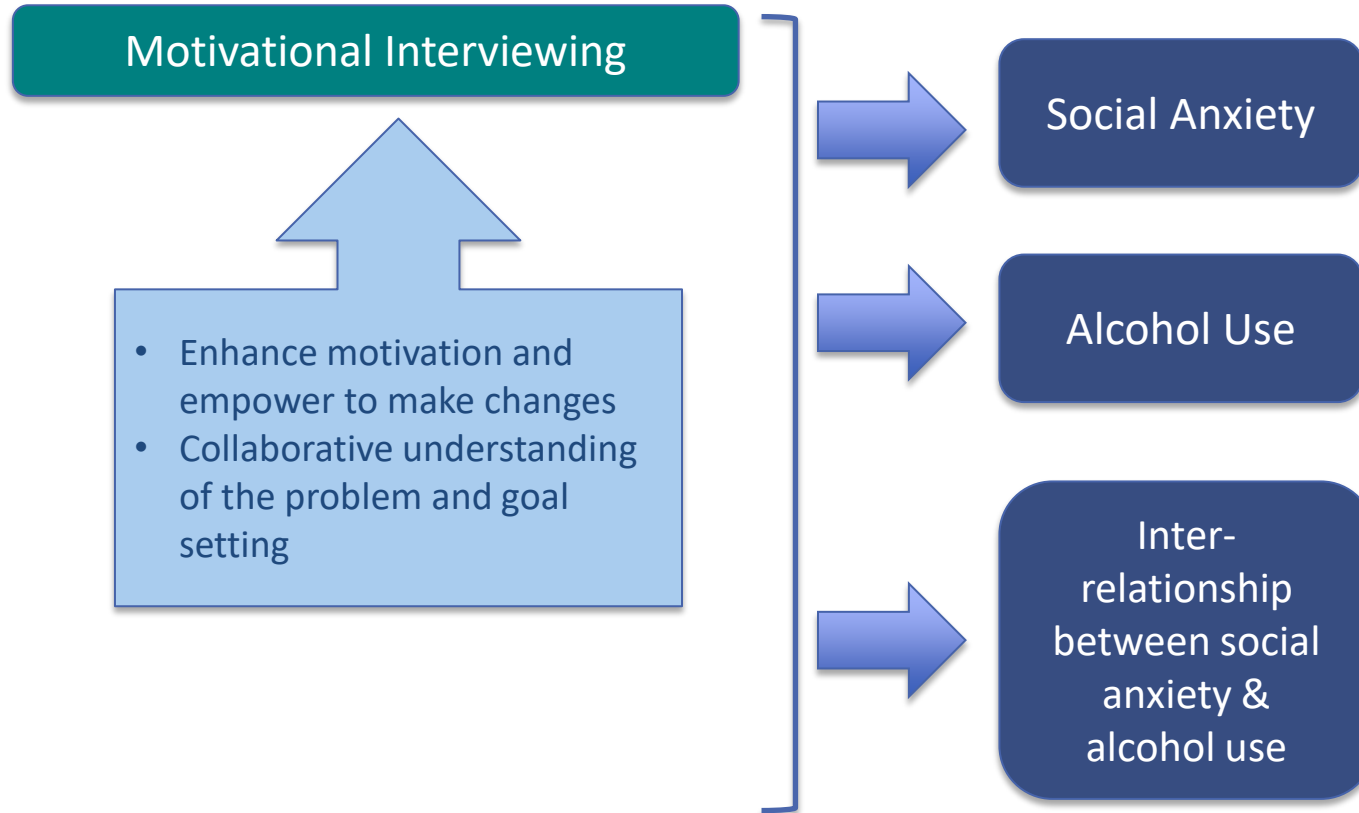 Motivational Interviewing
• Enhance motivation and
empower to make changes
• Collaborative understanding
of the problem and goal
setting
Social Anxiety
Alcohol Use
Inter-
relationship
between social
anxiety &
alcohol use